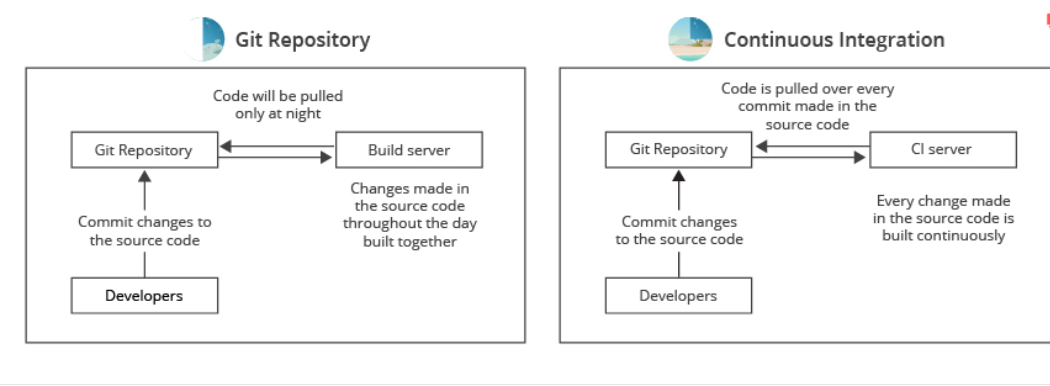 Git Repository
Code will be pulled
only at night
Git Repository
Build server
Changes made in
the source code
throughout the day
built together
Commit changes to
the source code
Developers
Continuous Integration
Code is pulled over every
commit made in the
source code
Git Repository
CI server
Every change made
in the source code is
built continuously
Commit changes
to the source code
Developers